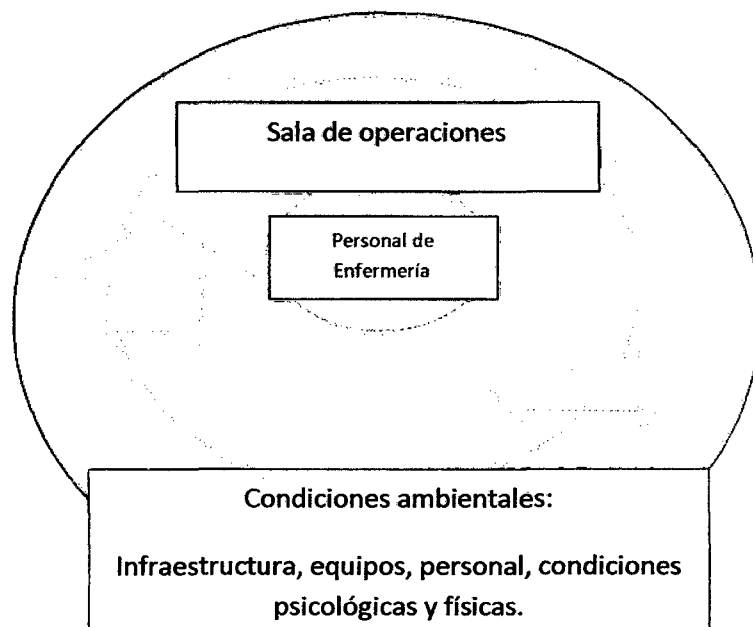 Sala de operaciones
Personal de
Enfermería
Condiciones ambientales:
Infraestructura, equipos, personal, condiciones
psicológicas y físicas.